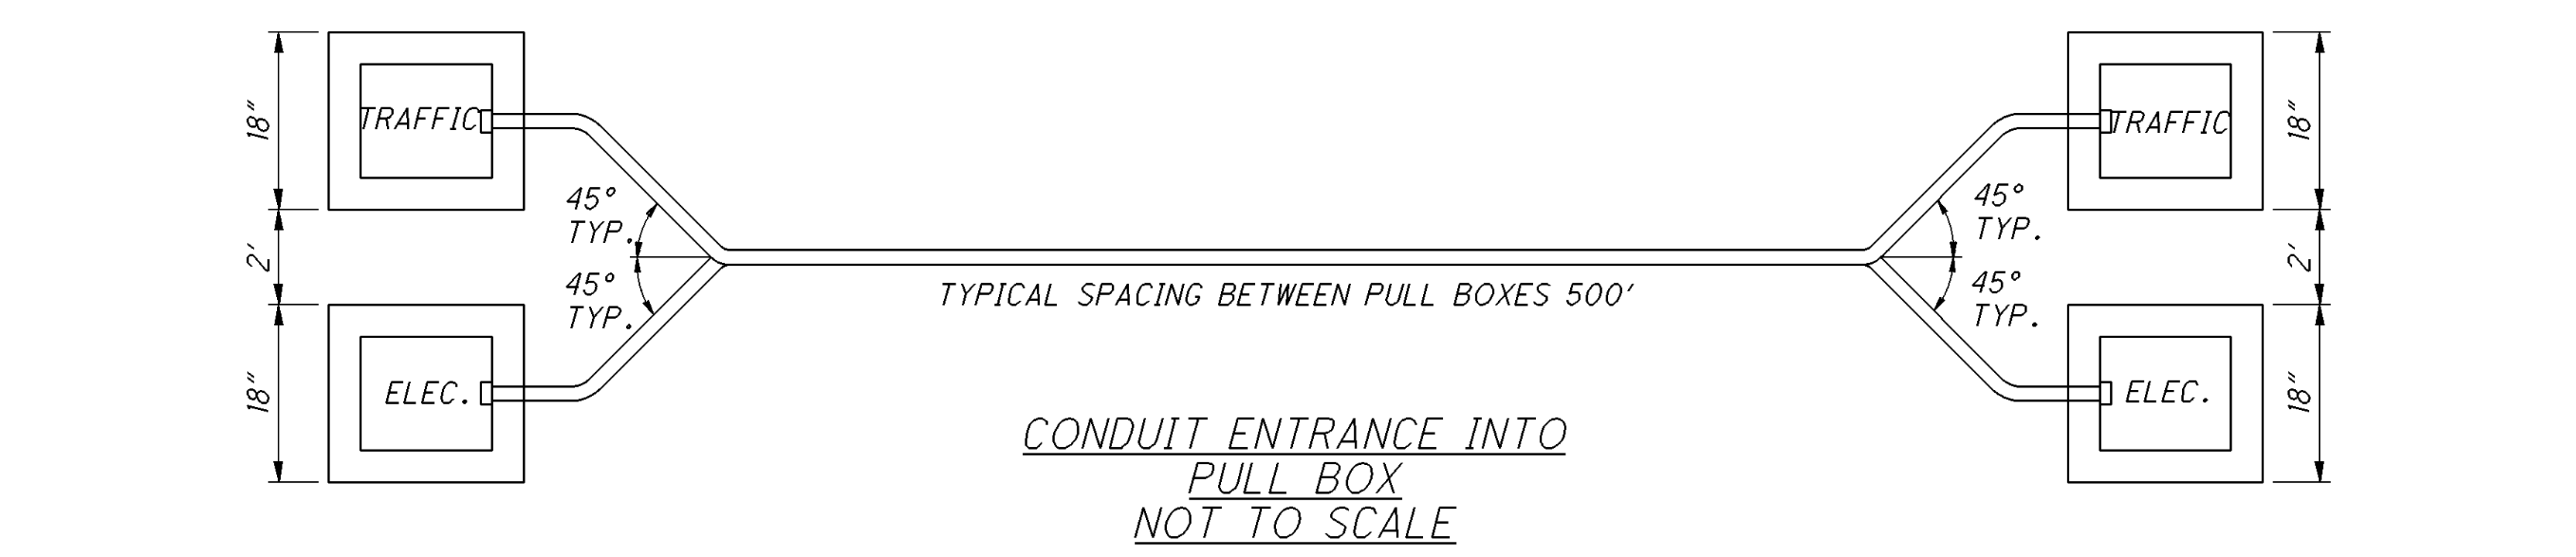 18"
TRAFFIC
45°
TYP.
2'
45°
TYP.
18"
ELEC.
TYPICAL SPACING BETWEEN PULL BOXES 500'
CONDUIT ENTRANCE INTO
PULL BOX
NOT TO SCALE
TRAFFIC
18"
45°
TYP.
2'
45°
TYP.
ELEC.
18"